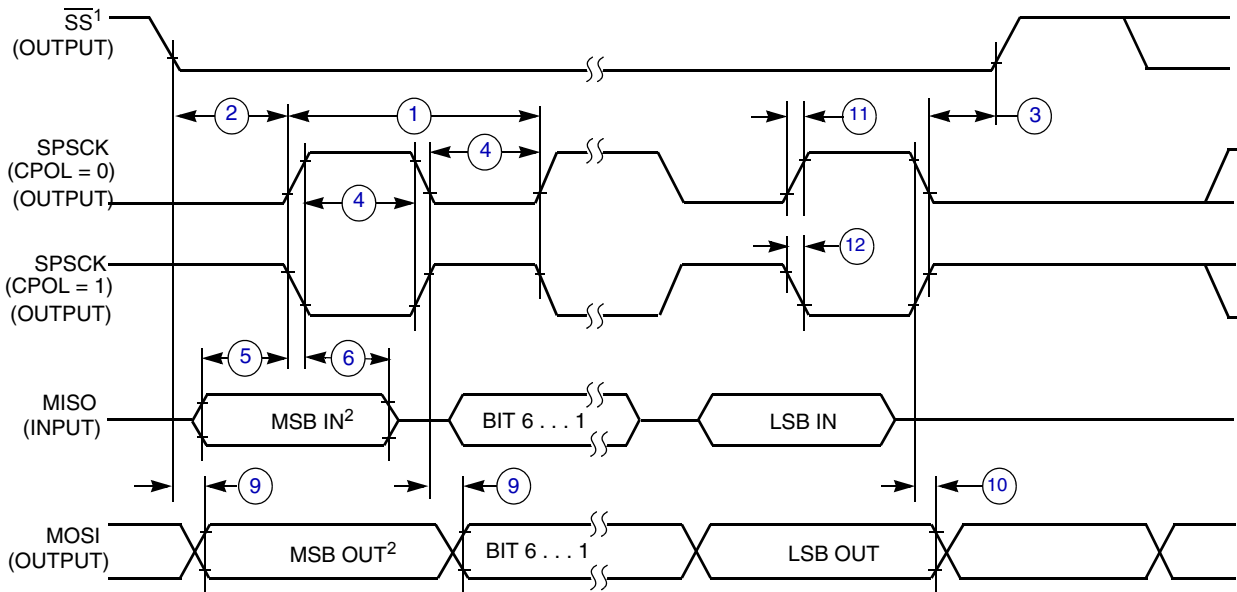 SS¹
(OUTPUT)
2
1
11
3
SPSCK
(CPOL = 0)
(OUTPUT)
4
4
12
SPSCK
(CPOL = 1)
(OUTPUT)
5
6
MISO
(INPUT)
MSB IN²
BIT 6 . . . 1
LSB IN
9
9
10
MOSI
(OUTPUT)
MSB OUT²
BIT 6 . . . 1
LSB OUT